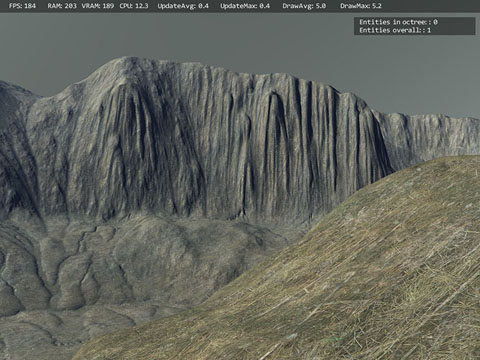 FPS: 184 RAM: 203 VRAM: 189 CPU: 12.3 UpdateAvg: 0.4 UpdateMax: 0.4 DrawAvg: 5.0 DrawMax: 5.2
Entities in octree: : 0
Entities overall: : 1